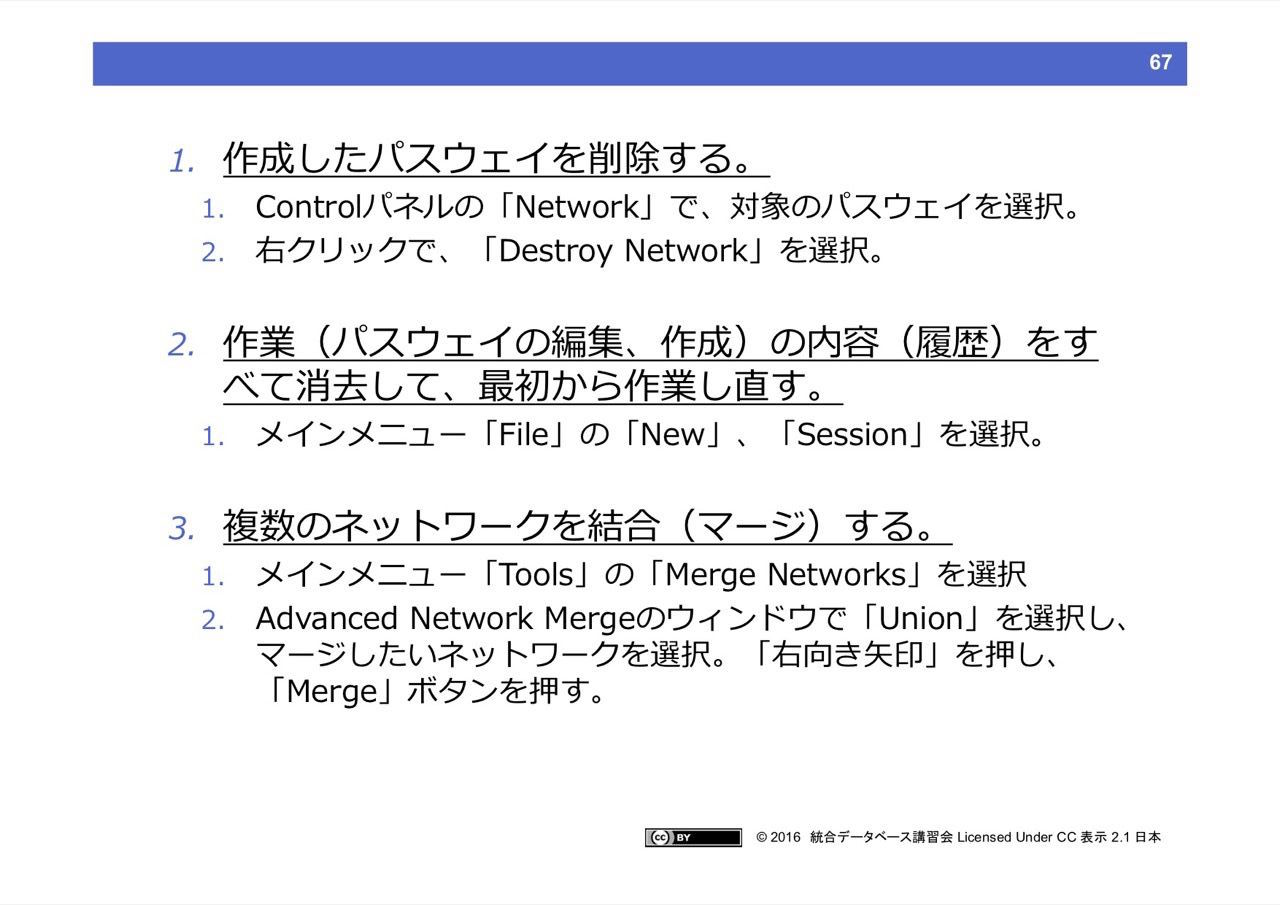 67
1. 作成したパスウェイを削除する。
1. Controlパネルの「Network」で、対象のパスウェイを選択。
2. 右クリックで、「Destroy Network」を選択。
2. 作業（パスウェイの編集、作成）の内容（履歴）をす
べて消去して、最初から作業し直す。
1. メインメニュー「File」の「New」、「Session」を選択。
3. 複数のネットワークを結合（マージ）する。
1. メインメニュー「Tools」の「Merge Networks」を選択
2. Advanced Network Mergeのウィンドウで「Union」を選択し、
マージしたいネットワークを選択。「右向き矢印」を押し、
「Merge」ボタンを押す。
cc BY © 2016 統合データベース講習会 Licensed Under CC 表示 2.1 日本